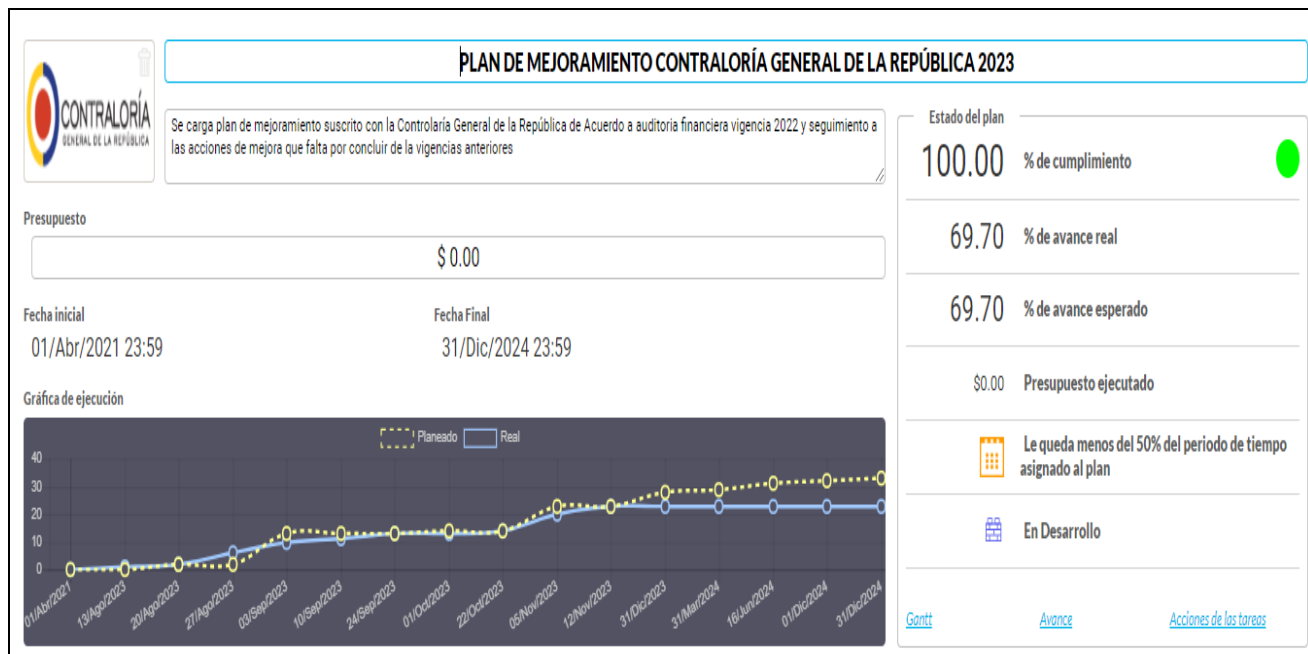 PLAN DE MEJORAMIENTO CONTRALORÍA GENERAL DE LA REPÚBLICA 2023
CONTRALORÍA
GENERAL DE LA REPÚBLICA
Se carga plan de mejoramiento suscrito con la Controlaría General de la República de Acuerdo a auditoria financiera vigencia 2022 y seguimiento a
las acciones de mejora que falta por concluir de la vigencias anteriores
Presupuesto
$ 0.00
Fecha inicial
Fecha Final
01/Abr/2021 23:59
31/Dic/2024 23:59
Gráfica de ejecución
Planeado
Real
40
30
20
10
0
01/Abr/2021
13/Ago/2023
20/Ago/2023
27/Ago/2023
03/Sep/2023
10/Sep/2023
24/Sep/2023
01/Oct/2023
22/Oct/2023
05/Nov/2023
12/Nov/2023
31/Dic/2023
31/Mar/2024
16/Jun/2024
01/Dic/2024
31/Dic/2024
Estado del plan
100.00 % de cumplimiento
69.70 % de avance real
69.70 % de avance esperado
$0.00 Presupuesto ejecutado
Le queda menos del 50% del periodo de tiempo
asignado al plan
En Desarrollo
Gantt
Avance
Acciones de las tareas